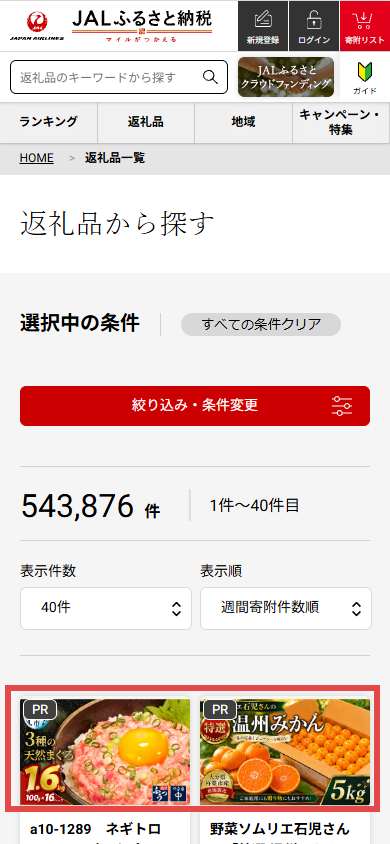 JAPAN AIRLINES
JALふるさと納税
マイルがつかえる
新規登録
ログイン
寄附リスト
返礼品のキーワードから探す
JALふるさと
クラウドファンディング
ガイド
ランキング
返礼品
地域
キャンペーン・
特集
HOME > 返礼品一覧
返礼品から探す
選択中の条件
すべての条件クリア
絞り込み・条件変更
543,876 件
1件～40件目
表示件数
表示順
40件
週間寄附件数順
PR
3種の
天然まぐろ
1.6kg
PR
石児さんの
特選
温州みかん
5kg
a10-1289 ネギトロ
野菜ソムリエ石児さん